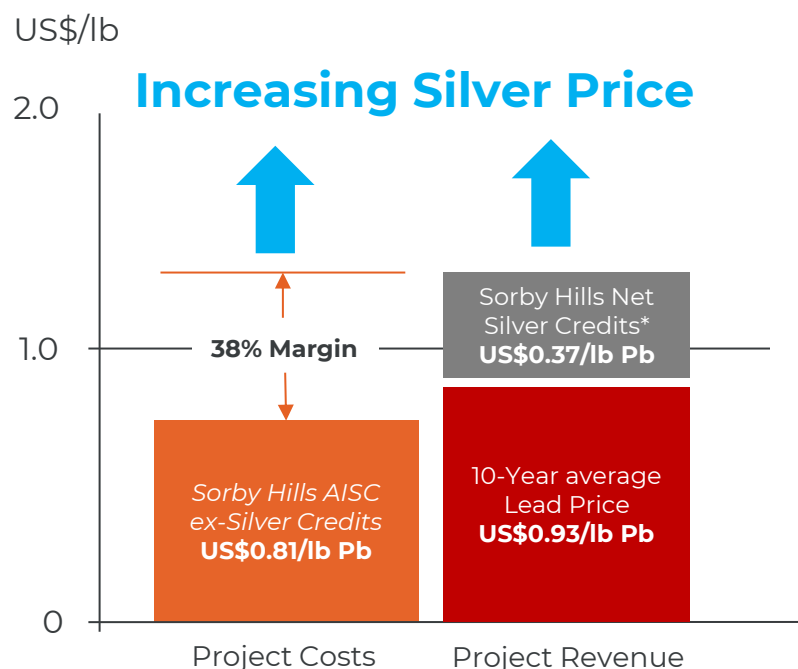 US$/lb
Increasing Silver Price
2.0
Sorby Hills Net
Silver Credits*
US$0.37/lb Pb
1.0
38% Margin
Sorby Hills AISC
ex-Silver Credits
US$0.81/lb Pb
10-Year average
Lead Price
US$0.93/lb Pb
0
Project Costs
Project Revenue